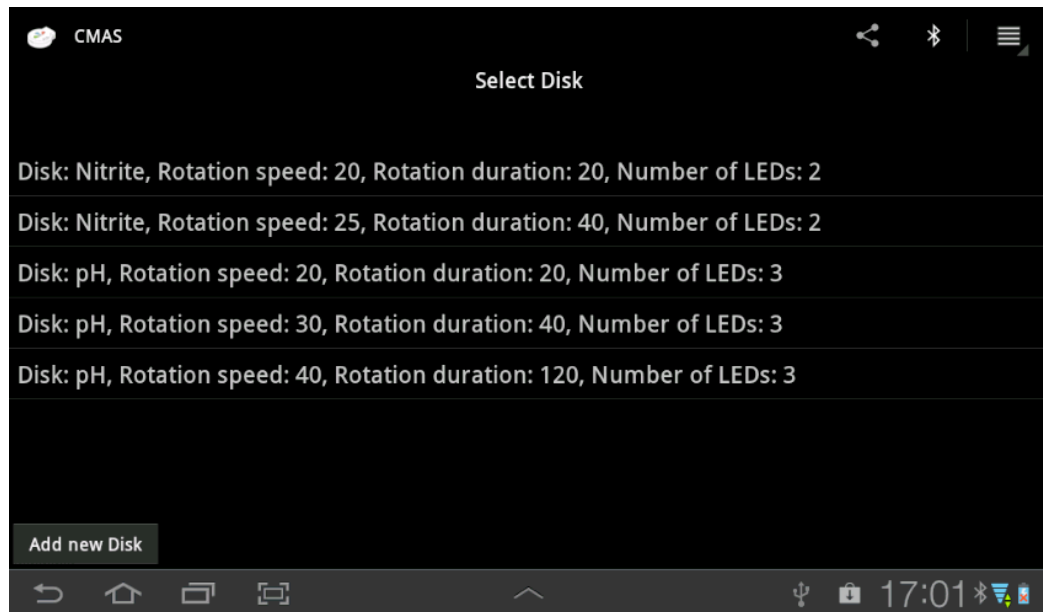 CMAS
Select Disk
Disk: Nitrite, Rotation speed: 20, Rotation duration: 20, Number of LEDs: 2
Disk: Nitrite, Rotation speed: 25, Rotation duration: 40, Number of LEDs: 2
Disk: pH, Rotation speed: 20, Rotation duration: 20, Number of LEDs: 3
Disk: pH, Rotation speed: 30, Rotation duration: 40, Number of LEDs: 3
Disk: pH, Rotation speed: 40, Rotation duration: 120, Number of LEDs: 3
Add new Disk
17:01